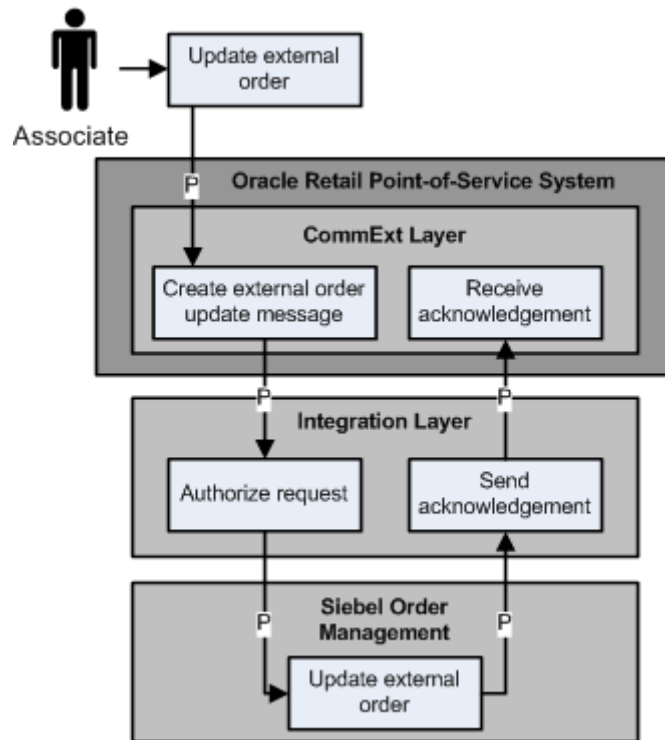 Update external
order
Associate
P
Oracle Retail Point-of-Service System
CommExt Layer
Create external order
update message
Receive
acknowledgement
P
P
Integration Layer
Authorize request
Send
acknowledgement
Siebel Order
Management
P
P
Update external
order